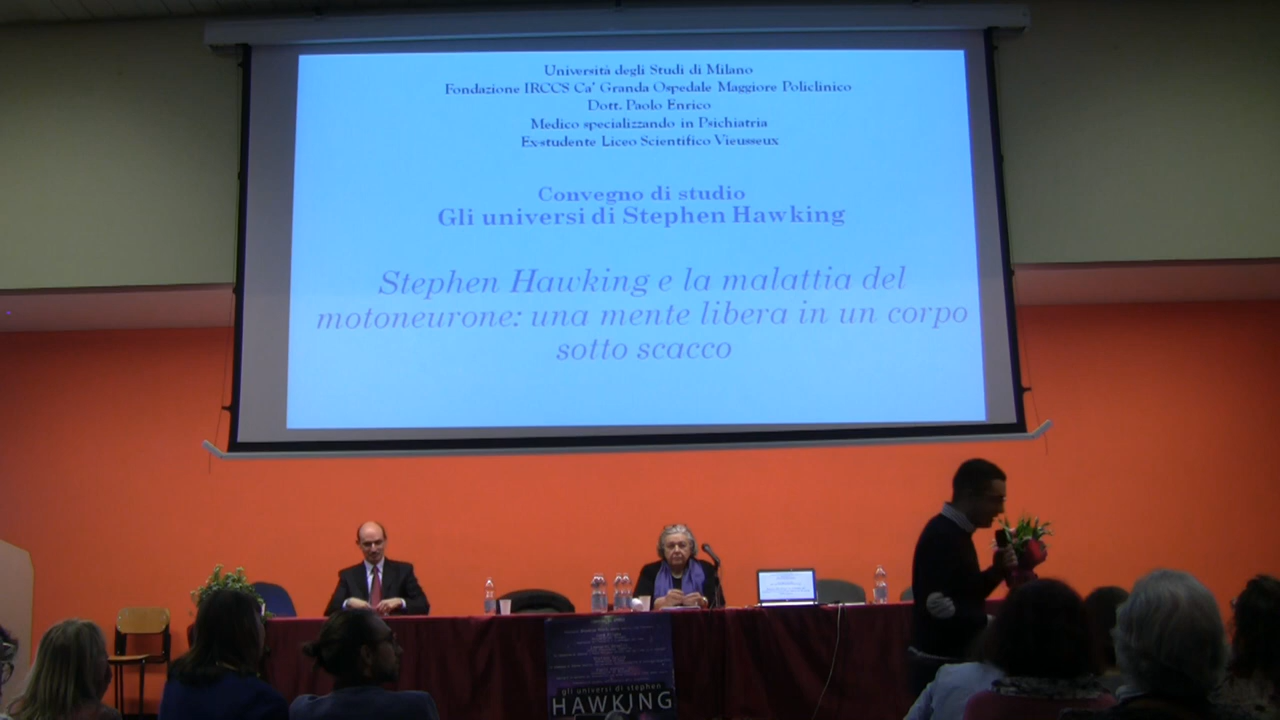 Università degli Studi di Milano
Fondazione IRCCS Ca' Granda Ospedale Maggiore Policlinico
Dott. Paolo Enrico
Medico specializzando in Psichiatria
Ex-studente Liceo Scientifico Vieusseux
Convegno di studio
Gli universi di Stephen Hawking
Stephen Hawking e la malattia del
motoneurone: una mente libera in un corpo
sotto scacco
gli universi di stephen
HAWKING